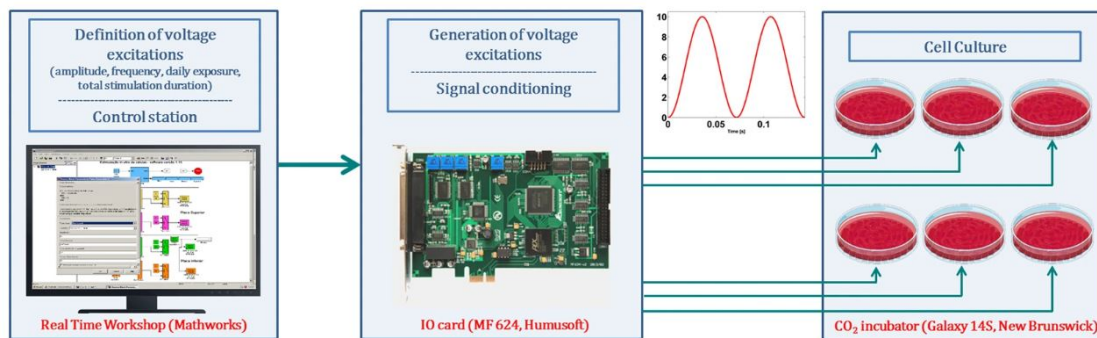 Definition of voltage
excitations
(amplitude, frequency, daily exposure,
total stimulation duration)
Control station
Real Time Workshop (Mathworks)
Generation of voltage
excitations
Signal conditioning
IO card (MF 624, Humusoft)
10
8
6
4
2
0
0
0.05
0.1
Time [s]
Cell Culture
CO₂ incubator (Galaxy 14S, New Brunswick)